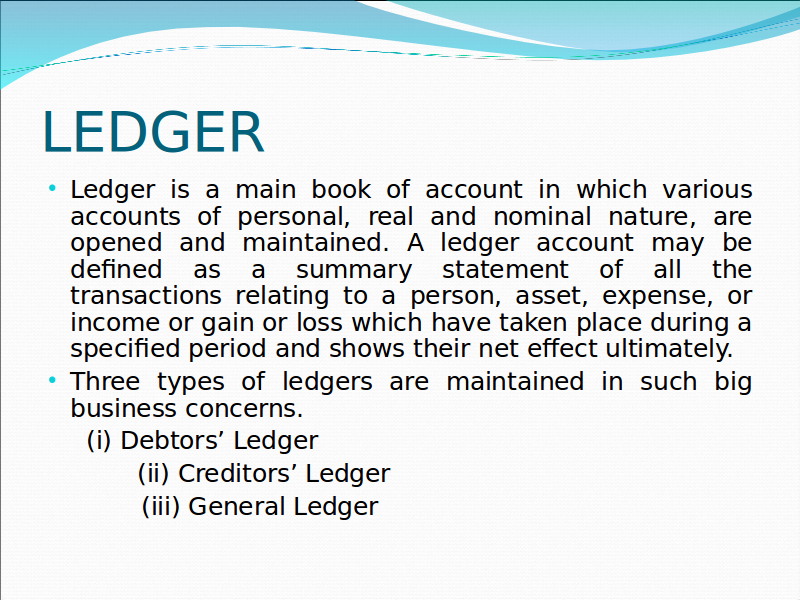 LEDGER
• Ledger is a main book of account in which various
accounts of personal, real and nominal nature, are
opened and maintained. A ledger account may be
defined as a summary statement of all the
transactions relating to a person, asset, expense, or
income or gain or loss which have taken place during a
specified period and shows their net effect ultimately.
• Three types of ledgers are maintained in such big
business concerns.
(i) Debtors’ Ledger
(ii) Creditors’ Ledger
(iii) General Ledger